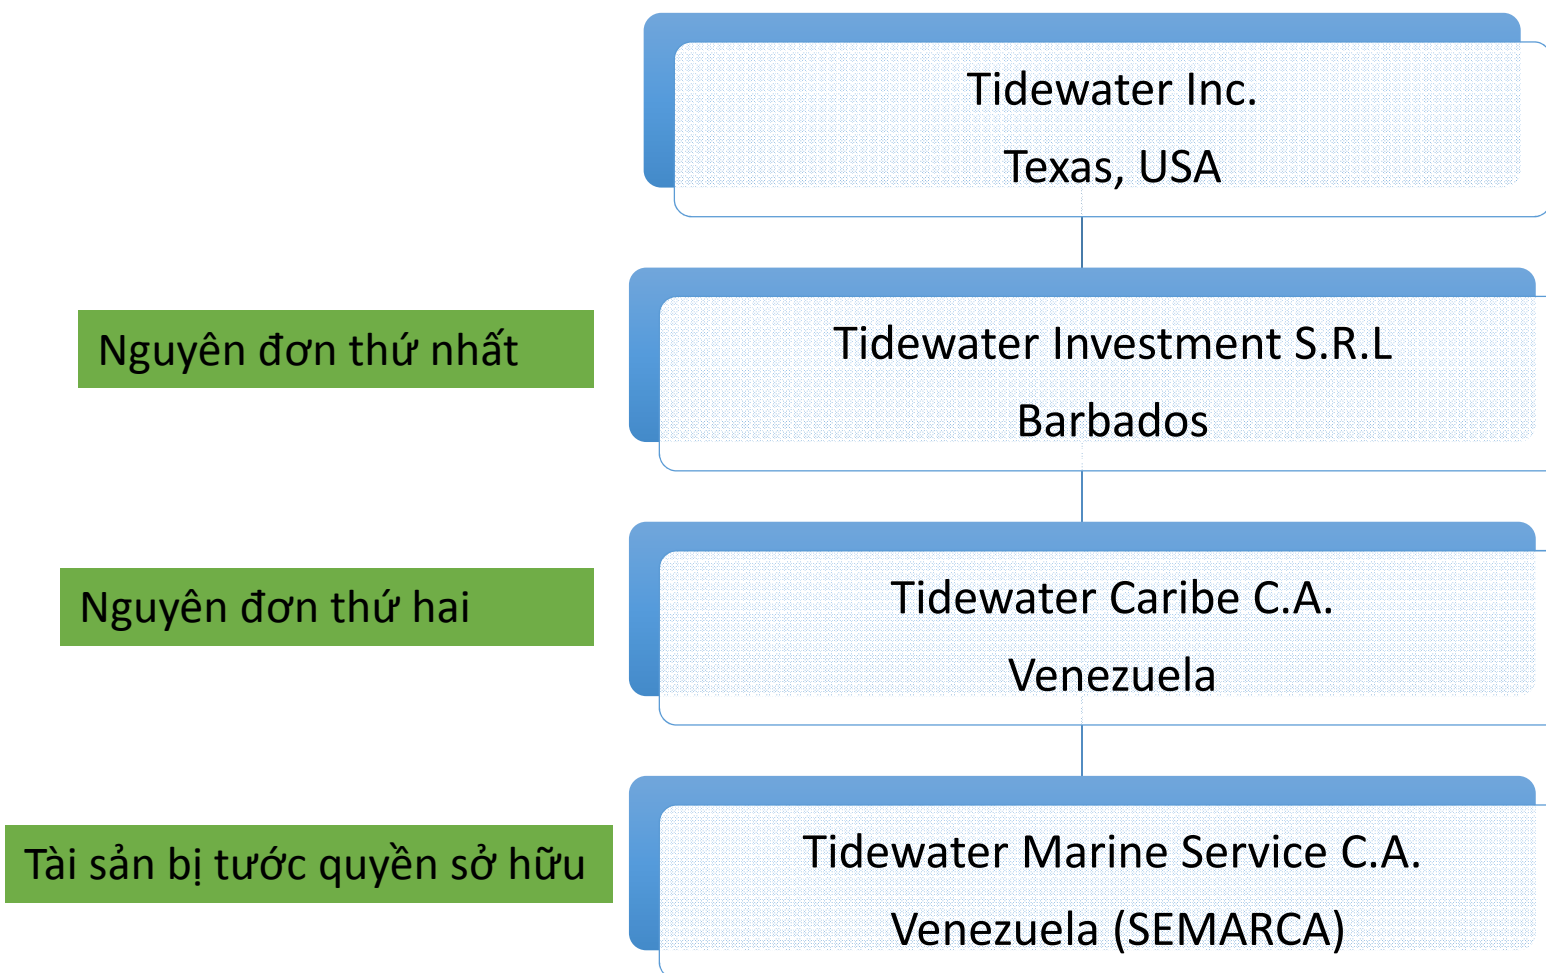 Tidewater Inc.
Texas, USA
Nguyên đơn thứ nhất
Tidewater Investment S.R.L
Barbados
Nguyên đơn thứ hai
Tidewater Caribe C.A.
Venezuela
Tài sản bị tước quyền sở hữu
Tidewater Marine Service C.A.
Venezuela (SEMARCA)